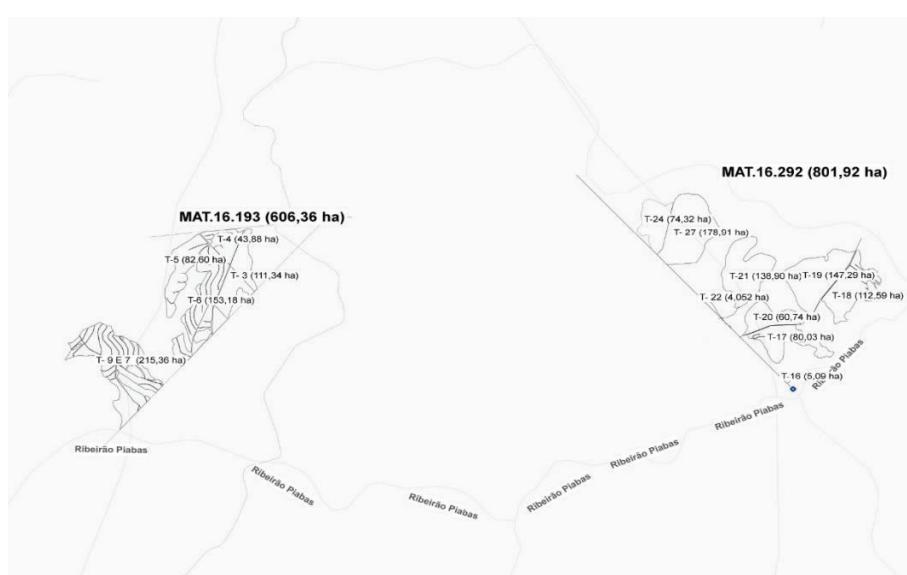 MAT.16.292 (801,92 ha)
MAT.16.193 (606,36 ha)
T-24 (74,32 ha)
T- 27 (178,91 ha)
T-4 (43,88 ha)
T-5 (82,60 ha)
T- 3 (111,34 ha)
T-21 (138,90 ha)
T-19 (147,29 ha)
T-6 (153,18 ha)
T- 22 (4,052 ha)
T-18 (112,59 ha)
T-20 (60,74 ha)
T-17 (80,03 ha)
T- 9 E 7 (215,36 ha)
T-16 (5,09 ha)
Ribeirão Piabas
Ribeirão Piabas
Ribeirão Piabas
Ribeirão Piabas
Ribeirão Piabas
Ribeirão Piabas
Ribeirão Piabas